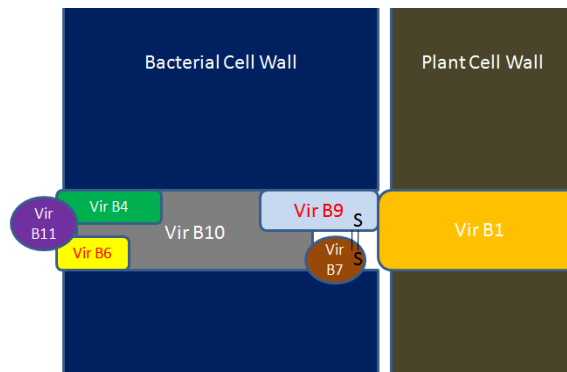 Bacterial Cell Wall
Plant Cell Wall
Vir
B11
Vir B4
Vir B6
Vir B10
Vir B9
S
S
Vir
B7
Vir B1